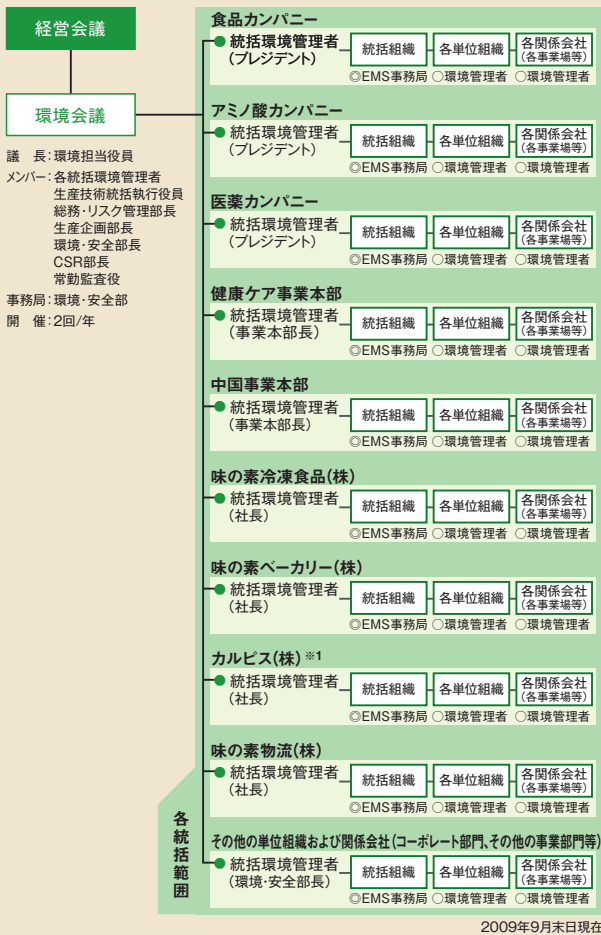 経営会議
環境会議
議　長：環境担当役員
メンバー：各統括環境管理者
生産技術統括執行役員
総務・リスク管理部長
生産企画部長
環境・安全部長
CSR部長
常勤監査役
事務局：環境・安全部
開　催：2回/年
食品カンパニー
統括環境管理者 統括組織 各単位組織 各関係会社
(プレジデント) (各事業場等)
◎EMS事務局 ○環境管理者 ○環境管理者
アミノ酸カンパニー
統括環境管理者 統括組織 各単位組織 各関係会社
(プレジデント) (各事業場等)
◎EMS事務局 ○環境管理者 ○環境管理者
医薬カンパニー
統括環境管理者 統括組織 各単位組織 各関係会社
(プレジデント) (各事業場等)
◎EMS事務局 ○環境管理者 ○環境管理者
健康ケア事業本部
統括環境管理者 統括組織 各単位組織 各関係会社
(事業本部長) (各事業場等)
◎EMS事務局 ○環境管理者 ○環境管理者
中国事業本部
統括環境管理者 統括組織 各単位組織 各関係会社
(事業本部長) (各事業場等)
◎EMS事務局 ○環境管理者 ○環境管理者
味の素冷凍食品(株)
統括環境管理者 統括組織 各単位組織 各関係会社
(社長) (各事業場等)
◎EMS事務局 ○環境管理者 ○環境管理者
味の素ベーカリー(株)
統括環境管理者 統括組織 各単位組織 各関係会社
(社長) (各事業場等)
◎EMS事務局 ○環境管理者 ○環境管理者
カルピス(株) ※1
統括環境管理者 統括組織 各単位組織 各関係会社
(社長) (各事業場等)
◎EMS事務局 ○環境管理者 ○環境管理者
味の素物流(株)
統括環境管理者 統括組織 各単位組織 各関係会社
(社長) (各事業場等)
◎EMS事務局 ○環境管理者 ○環境管理者
その他の単位組織および関係会社(コーポレート部門、その他の事業部門等)
統括環境管理者 統括組織 各単位組織 各関係会社
(環境・安全部長) (各事業場等)
◎EMS事務局 ○環境管理者 ○環境管理者
各統括範囲
2009年9月末日現在